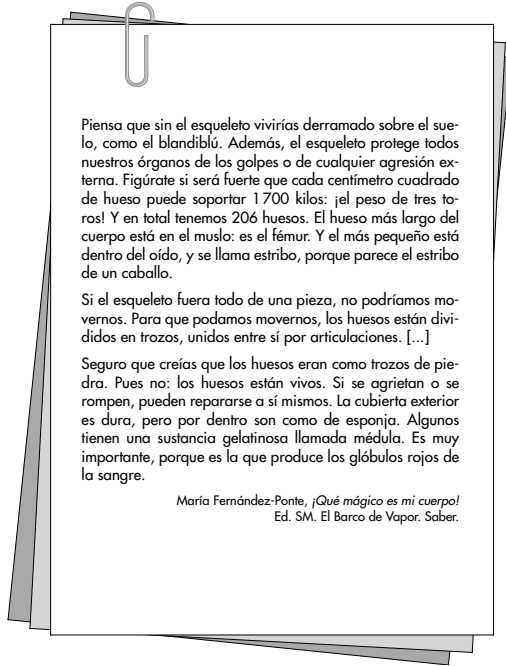 Piensa que sin el esqueleto vivirías derramado sobre el sue-
lo, como el blandiblú. Además, el esqueleto protege todos
nuestros órganos de los golpes o de cualquier agresión ex-
terna. Figúrate si será fuerte que cada centímetro cuadrado
de hueso puede soportar 1 700 kilos: ¡el peso de tres to-
ros! Y en total tenemos 206 huesos. El hueso más largo del
cuerpo está en el muslo: es el fémur. Y el más pequeño está
dentro del oído, y se llama estribo, porque parece el estribo
de un caballo.
Si el esqueleto fuera todo de una pieza, no podríamos mo-
vernos. Para que podamos movernos, los huesos están divi-
didos en trozos, unidos entre sí por articulaciones. [...]
Seguro que creías que los huesos eran como trozos de pie-
dra. Pues no: los huesos están vivos. Si se agrietan o se
rompen, pueden repararse a sí mismos. La cubierta exterior
es dura, pero por dentro son como de esponja. Algunos
tienen una sustancia gelatinosa llamada médula. Es muy
importante, porque es la que produce los glóbulos rojos de
la sangre.
María Fernández-Ponte, ¡Qué mágico es mi cuerpo!
Ed. SM. El Barco de Vapor. Saber.